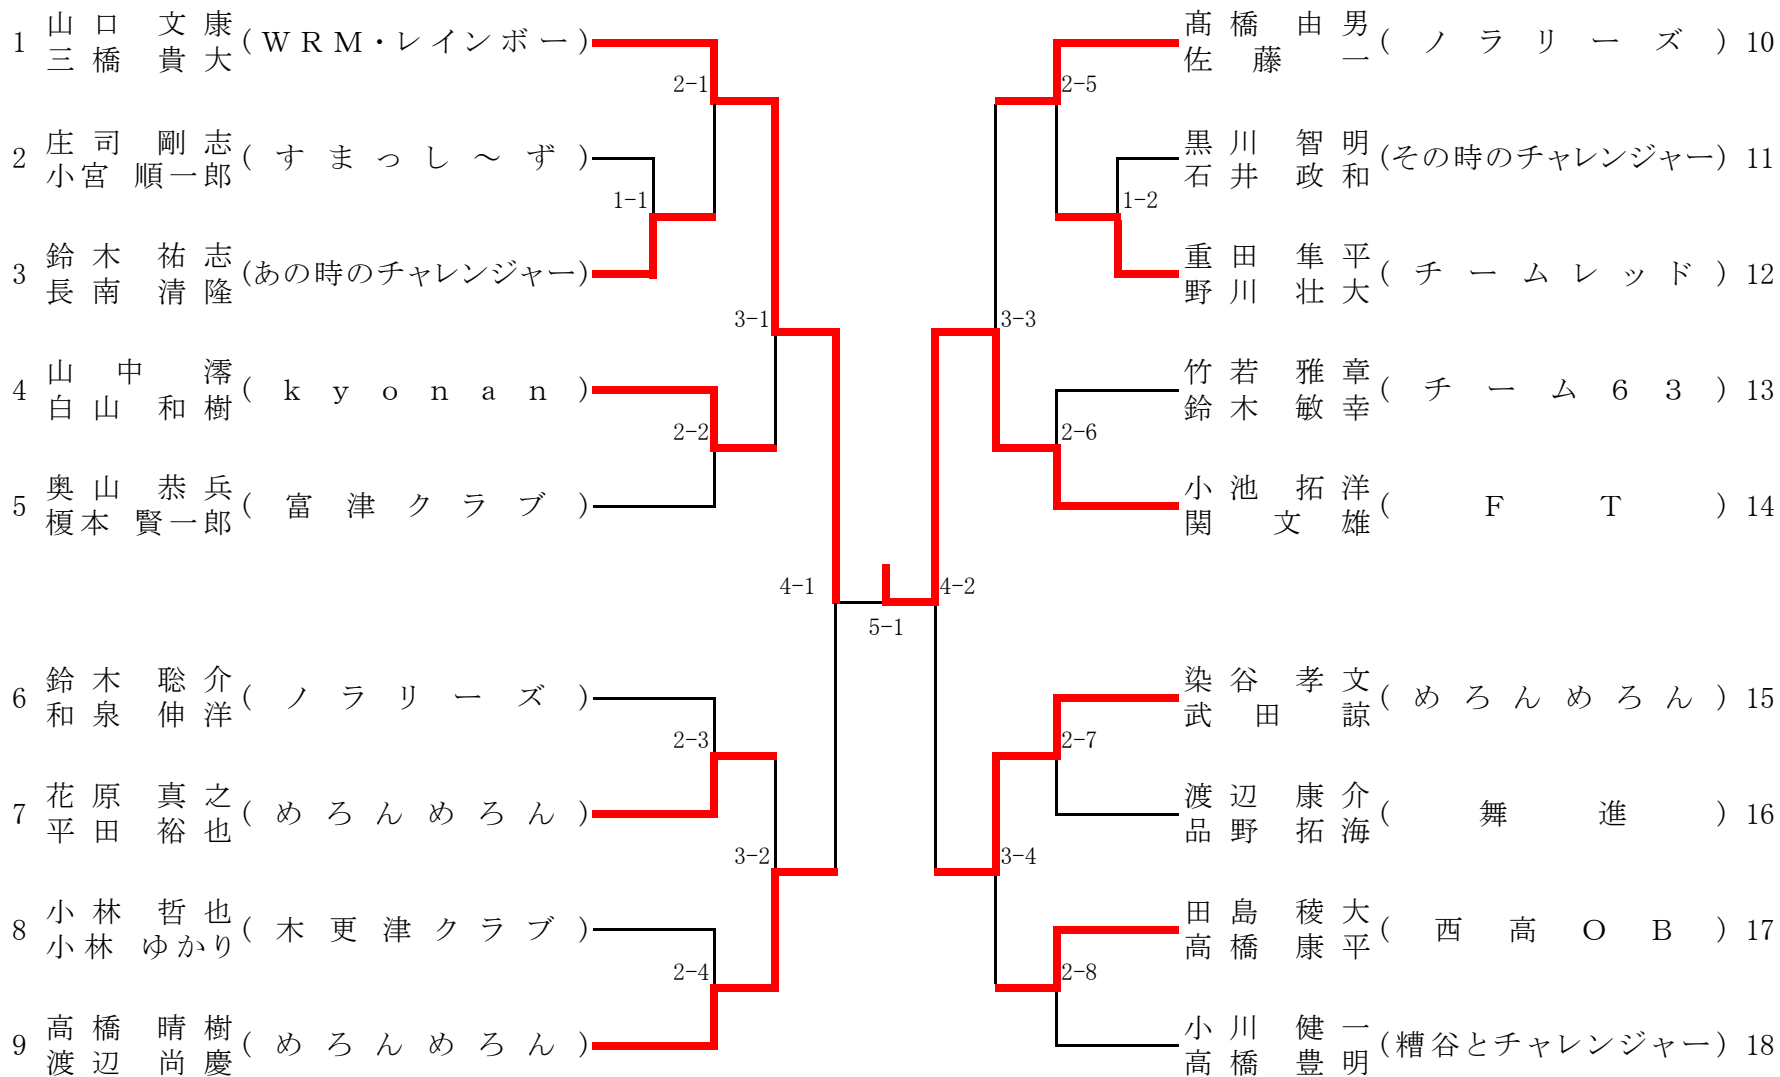 1 山口 文康 (WRM・レインボー)
三橋 貴大
2-1
2 庄司 剛志 (すまっし～ず)
小宮 順一郎
1-1
3 鈴木 祐志 (あの時のチャレンジャー)
長南 清隆
3-1
4 山中 澪 (kyonan)
白山 和樹
2-2
5 奥山 恭兵 (富津クラブ)
榎本 賢一郎
4-1
5-1
6 鈴木 聡介 (ノラリーズ)
和泉 伸洋
2-3
7 花原 真之 (めろんめろん)
平田 裕也
3-2
8 小林 哲也 (木更津クラブ)
小林 ゆかり
2-4
9 高橋 晴樹 (めろんめろん)
渡辺 尚慶
髙橋 由男 (ノラリーズ) 10
佐藤 一
2-5
黒川 智明 (その時のチャレンジャー) 11
石井 政和
1-2
重田 隼平 (チームレッド) 12
野川 壮大
3-3
竹若 雅章 (チーム63) 13
鈴木 敏幸
2-6
小池 拓洋 (FT) 14
関 文雄
4-2
染谷 孝文 (めろんめろん) 15
武田 諒
2-7
渡辺 康介 (舞進) 16
品野 拓海
3-4
田島 稜大 (西高OB) 17
高橋 康平
2-8
小川 健一 (糟谷とチャレンジャー) 18
高橋 豊明